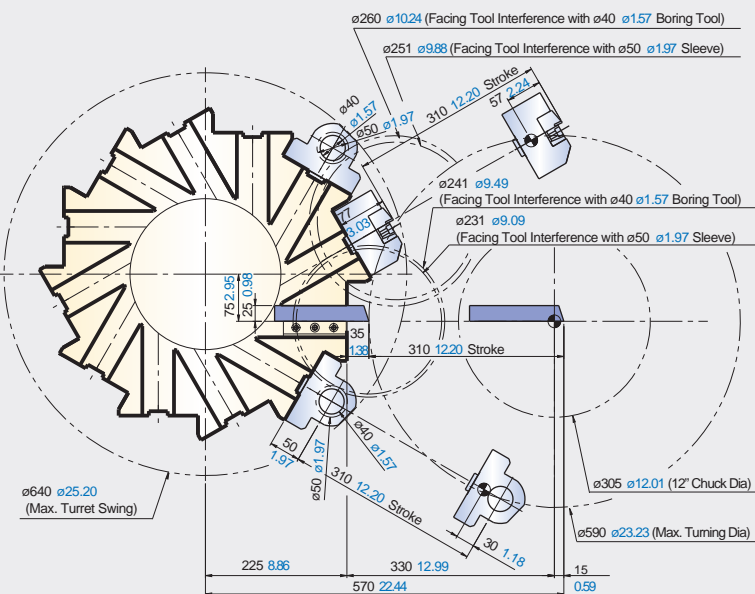 ø260 ø10.24 (Facing Tool Interference with ø40 ø1.57 Boring Tool)
ø251 ø9.88 (Facing Tool Interference with ø50 ø1.97 Sleeve)
310 12.20 Stroke
57 2.24
ø40
ø1.57
ø50 ø1.97
ø241 ø9.49
(Facing Tool Interference with ø40 ø1.57 Boring Tool)
ø231 ø9.09
(Facing Tool Interference with ø50 ø1.97 Sleeve)
77
3.03
75 2.95
25 0.98
35
1.38
310 12.20 Stroke
50
1.97
ø50 ø1.97
ø40
ø1.57
310
12.20 Stroke
30 1.18
ø640 ø25.20
(Max. Turret Swing)
ø305 ø12.01 (12" Chuck Dia)
ø590 ø23.23 (Max. Turning Dia)
225 8.86
330 12.99
15
0.59
570 22.44